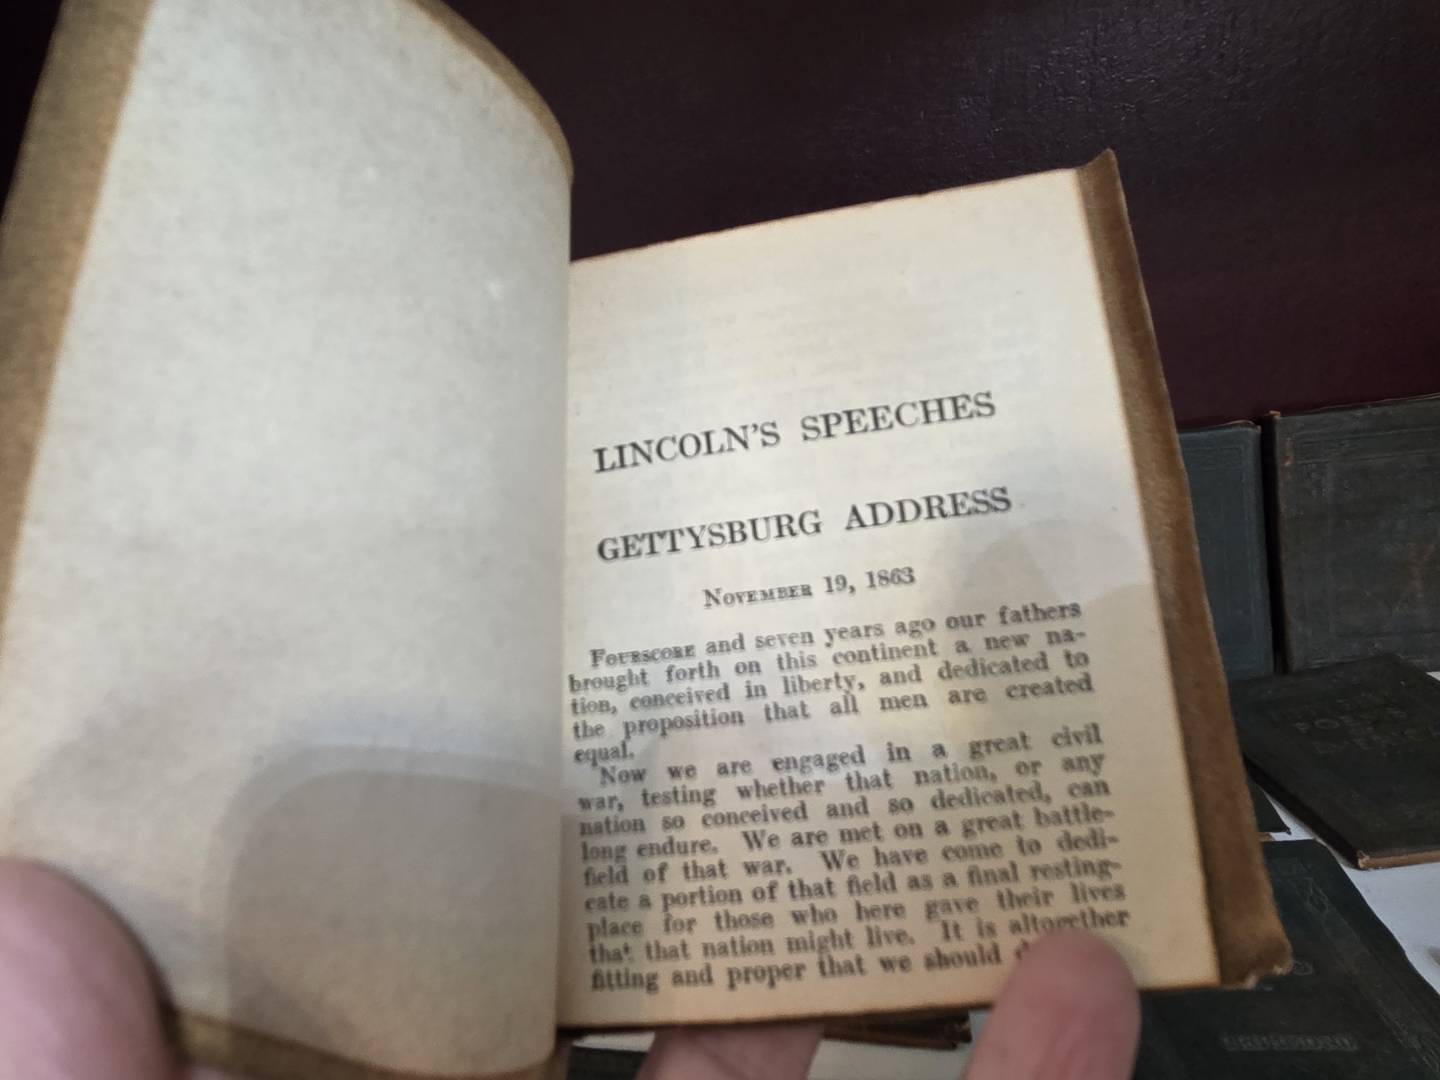 LINCOLN'S SPEECHES
GETTYSBURG ADDRESS
NOVEMBER 19, 1863
FOURSCORE and seven years ago our fathers
brought forth on this continent a new na-
tion, conceived in liberty, and dedicated to
the proposition that all men are created
equal.
Now we are engaged in a great civil
war, testing whether that nation, or any
nation so conceived and so dedicated, can
long endure. We are met on a great battle-
field of that war. We have come to dedi-
cate a portion of that field as a final resting-
place for those who here gave their lives
that that nation might live. It is altogether
fitting and proper that we should